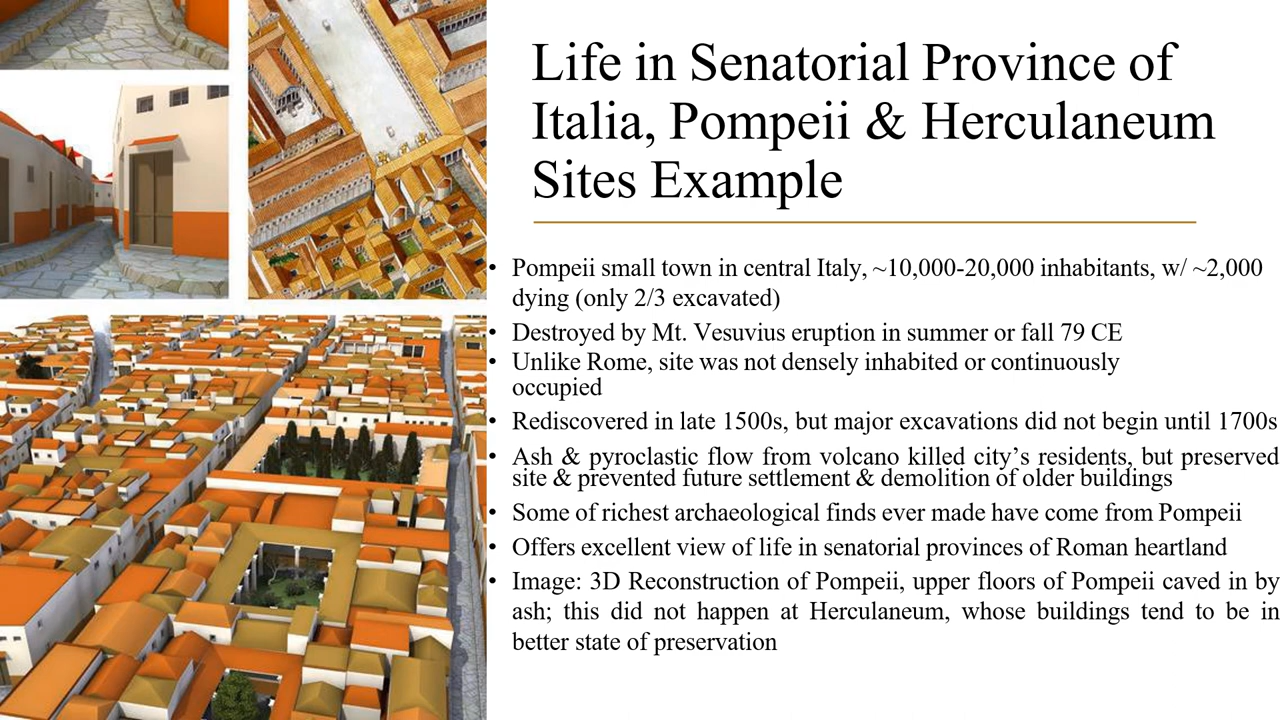 Life in Senatorial Province of
Italia, Pompeii & Herculaneum
Sites Example
• Pompeii small town in central Italy, ~10,000-20,000 inhabitants, w/ ~2,000
dying (only 2/3 excavated)
• Destroyed by Mt. Vesuvius eruption in summer or fall 79 CE
• Unlike Rome, site was not densely inhabited or continuously
occupied
• Rediscovered in late 1500s, but major excavations did not begin until 1700s
• Ash & pyroclastic flow from volcano killed city’s residents, but preserved
site & prevented future settlement & demolition of older buildings
• Some of richest archaeological finds ever made have come from Pompeii
• Offers excellent view of life in senatorial provinces of Roman heartland
• Image: 3D Reconstruction of Pompeii, upper floors of Pompeii caved in by
ash; this did not happen at Herculaneum, whose buildings tend to be in
better state of preservation